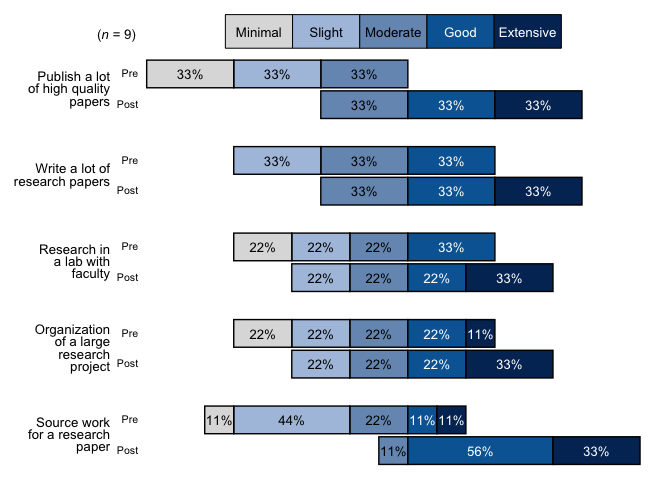 (n = 9) Minimal Slight Moderate Good Extensive
Publish a lot
of high quality
papers
Pre 33% 33% 33%
Post 33% 33% 33%
Write a lot of
research papers
Pre 33% 33% 33%
Post 33% 33% 33%
Research in
a lab with
faculty
Pre 22% 22% 22% 33%
Post 22% 22% 22% 33%
Organization
of a large
research
project
Pre 22% 22% 22% 22% 11%
Post 22% 22% 22% 33%
Source work
for a research
paper
Pre 11% 44% 22% 11% 11%
Post 11% 56% 33%